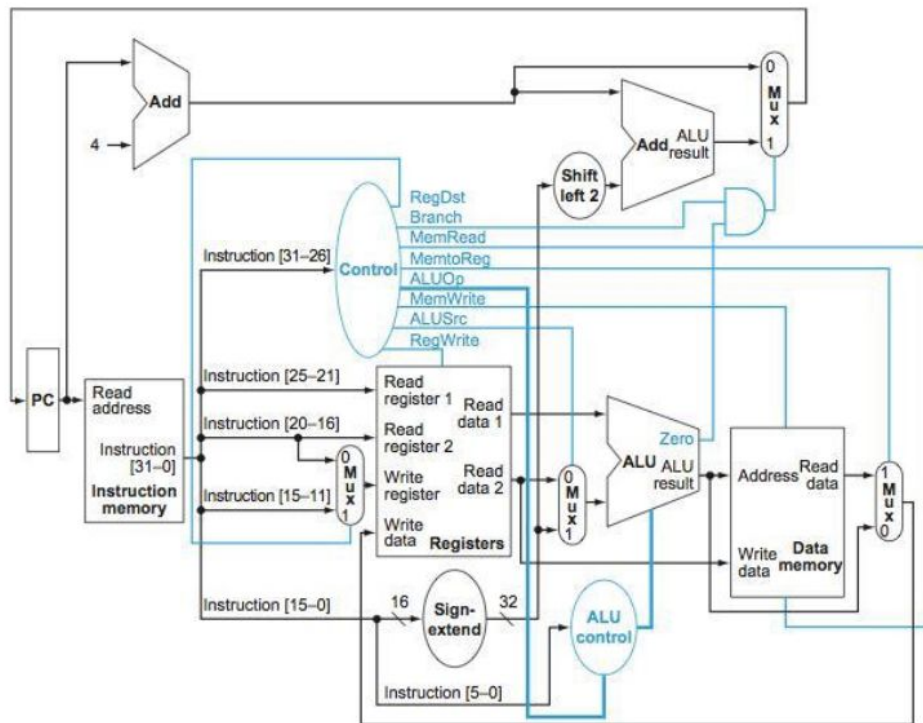 0
M
u
x
1
Add
4
Add
ALU
result
Shift
left 2
RegDst
Branch
MemRead
MemtoReg
ALUOp
MemWrite
ALUSrc
RegWrite
Instruction [31–26]
Control
PC
Read
address
Instruction
[31–0]
Instruction
memory
Instruction [25–21]
Instruction [20–16]
Instruction [15–11]
0
M
u
x
1
Read
register 1
Read
register 2
Write
register
Write
data
Read
data 1
Read
data 2
Registers
0
M
u
x
1
Zero
ALU
ALU
result
Address
Read
data
Write
data
Data
memory
1
M
u
x
0
Instruction [15–0]
16
Sign-
extend
32
ALU
control
Instruction [5–0]